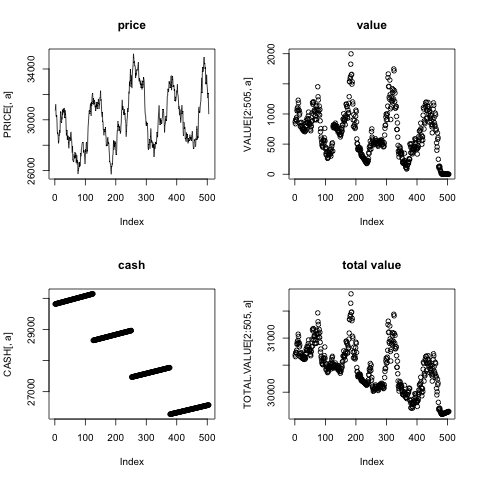 price
PRICE[, a]
26000 30000 34000
0 100 200 300 400 500
Index
value
VALUE[2:505, a]
0 500 1000 2000
0 100 200 300 400 500
Index
cash
CASH[, a]
27000 29000
0 100 200 300 400 500
Index
total value
TOTAL.VALUE[2:505, a]
30000 31000
0 100 200 300 400 500
Index